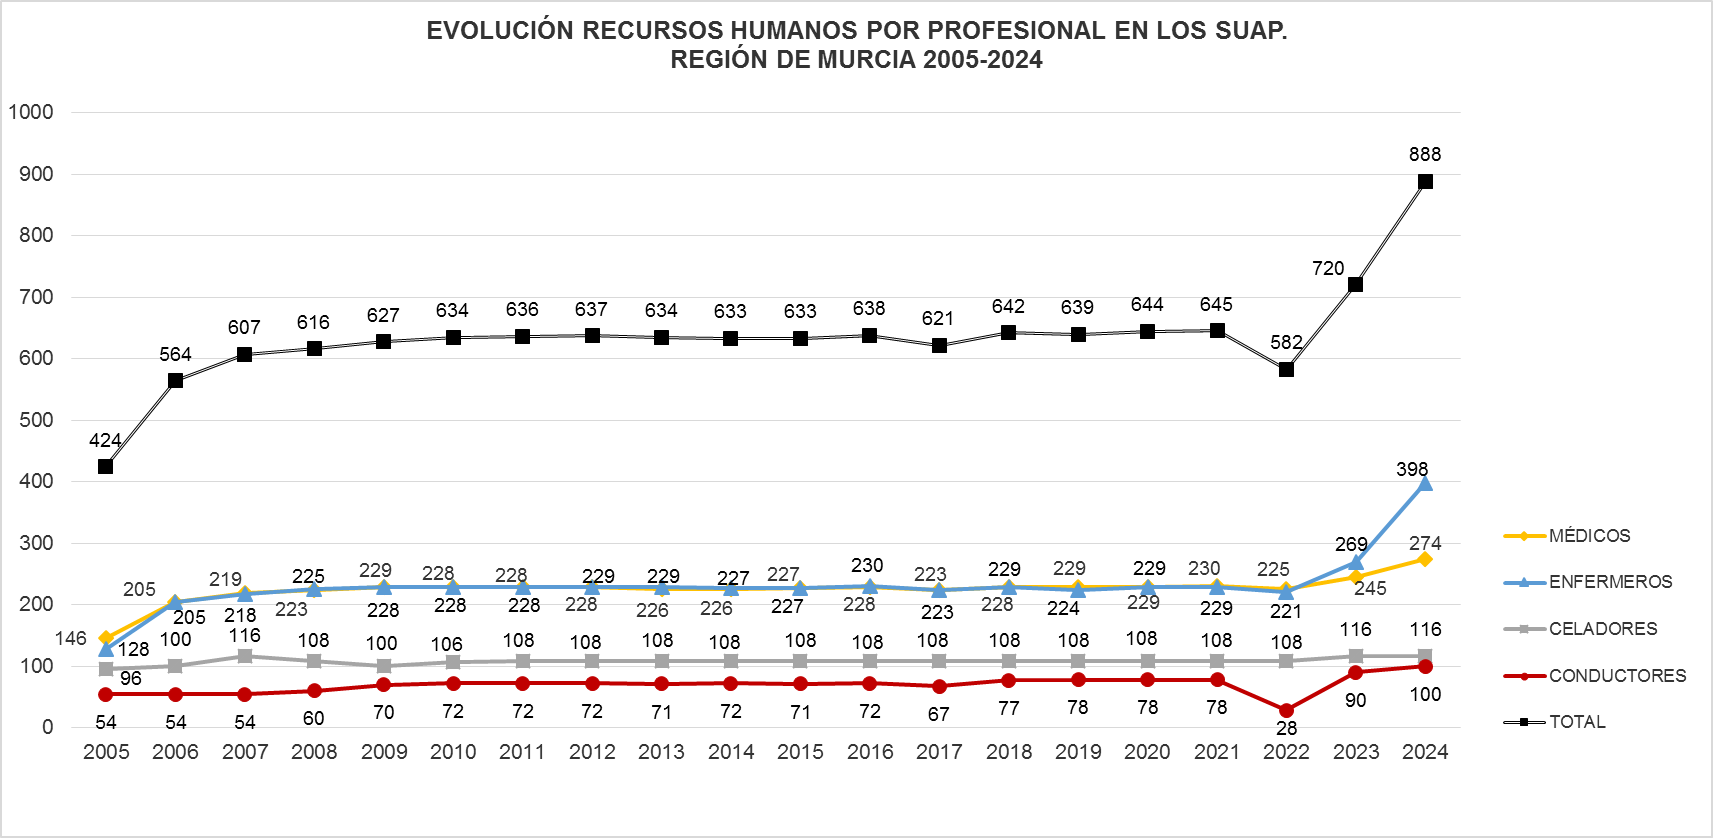 EVOLUCIÓN RECURSOS HUMANOS POR PROFESIONAL EN LOS SUAP.
REGIÓN DE MURCIA 2005-2024
1000
900
800
700
600
500
400
300
200
100
0
424 564 607 616 627 634 636 637 634 633 633 638 621 642 639 644 645 582 720 888
146 205 219 223 229 228 228 228 226 226 227 228 223 228 229 229 230 225 245 274
128 205 218 225 228 228 228 229 229 227 227 230 223 229 224 229 229 221 269 398
96 100 116 108 100 106 108 108 108 108 108 108 108 108 108 108 108 108 116 116
54 54 54 60 70 72 72 72 71 72 71 72 67 77 78 78 78 28 90 100
2005 2006 2007 2008 2009 2010 2011 2012 2013 2014 2015 2016 2017 2018 2019 2020 2021 2022 2023 2024
MÉDICOS
ENFERMEROS
CELADORES
CONDUCTORES
TOTAL